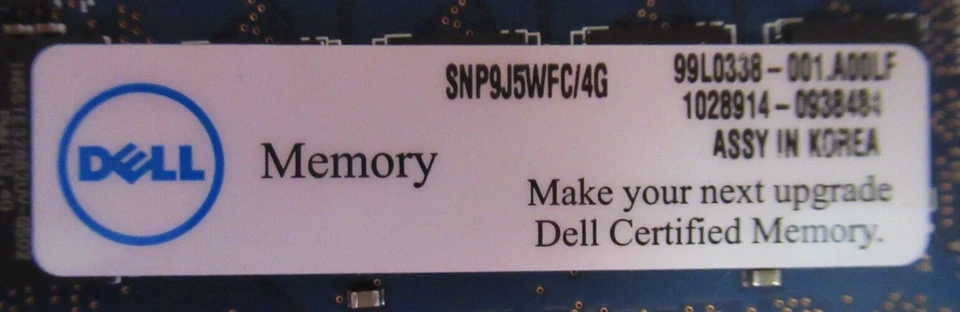 SNP9J5WFC/4G
99L0338-001.A00LF
1028914-0938484
ASSY IN KOREA
DELL
Memory
Make your next upgrade
Dell Certified Memory.